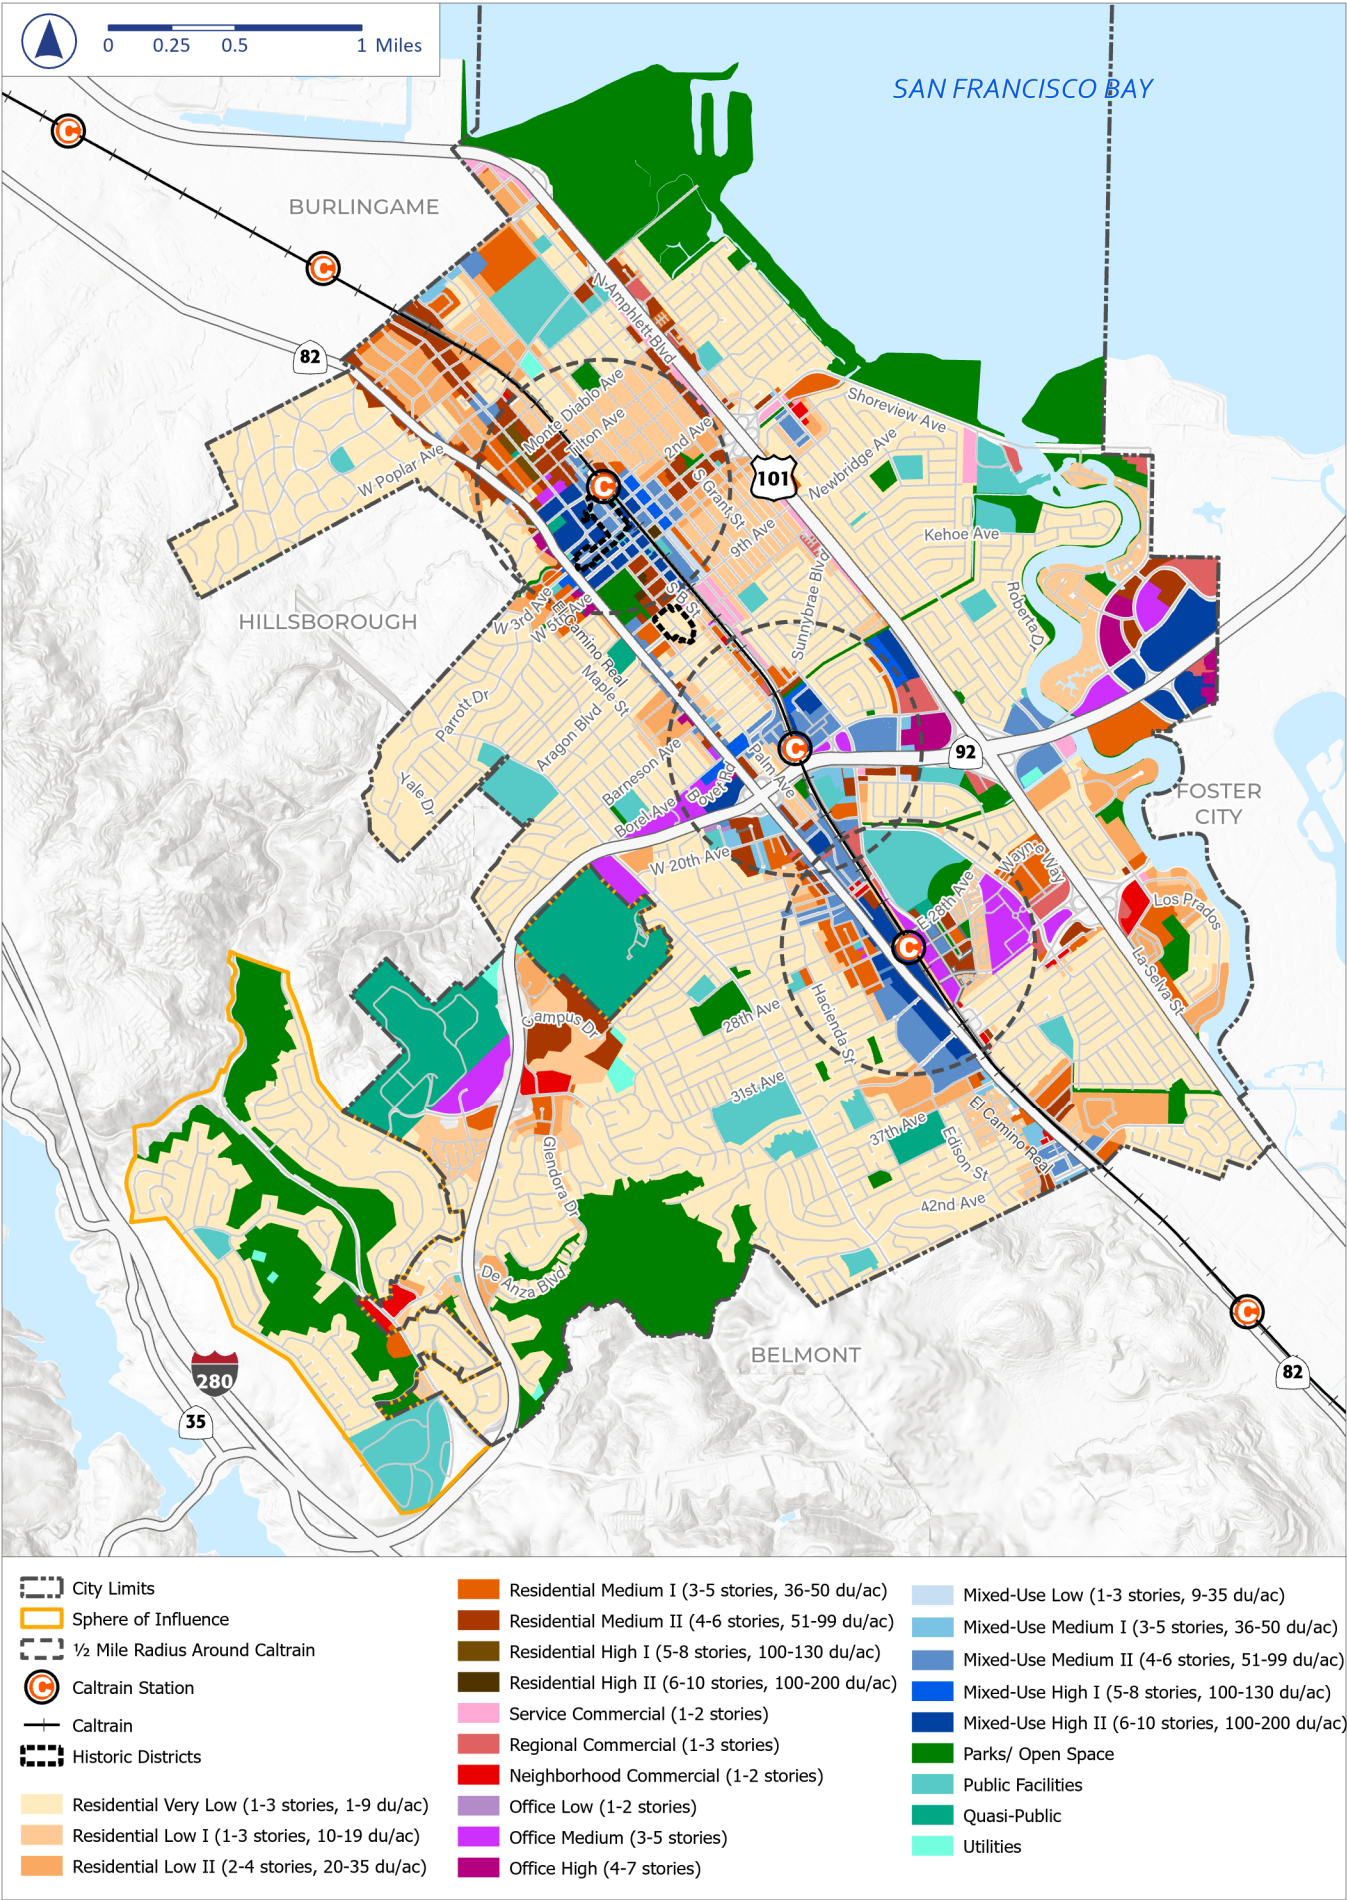 0 0.25 0.5 1 Miles
SAN FRANCISCO BAY
C
BURLINGAME
C
N Amphlett Blvd
82
Monte Diablo Ave
Shoreview Ave
Tilton Ave
2nd Ave
W Poplar Ave
Newbridge Ave
101
C
S Grant St
9th Ave
Kehoe Ave
Sunnybrae Blvd
Roberta Dr
S B St
W 3rd Ave
W 5th Ave
HILLSBOROUGH
El Camino Real
Maple St
Parrott Dr
Aragon Blvd
C
92
Palm Ave
Barneson Ave
Bovet Rd
Yale Dr
Borel Ave
FOSTER
CITY
W 20th Ave
Wayne Way
E 28th Ave
Los Prados
C
La Selva St
Campus Dr
28th Ave
Hacienda St
31st Ave
37th Ave
Edison St
El Camino Real
Glendora Dr
42nd Ave
De Anza Blvd
C
BELMONT
280
82
35
City Limits
Sphere of Influence
½ Mile Radius Around Caltrain
C Caltrain Station
Caltrain
Historic Districts
Residential Very Low (1-3 stories, 1-9 du/ac)
Residential Low I (1-3 stories, 10-19 du/ac)
Residential Low II (2-4 stories, 20-35 du/ac)
Residential Medium I (3-5 stories, 36-50 du/ac)
Residential Medium II (4-6 stories, 51-99 du/ac)
Residential High I (5-8 stories, 100-130 du/ac)
Residential High II (6-10 stories, 100-200 du/ac)
Service Commercial (1-2 stories)
Regional Commercial (1-3 stories)
Neighborhood Commercial (1-2 stories)
Office Low (1-2 stories)
Office Medium (3-5 stories)
Office High (4-7 stories)
Mixed-Use Low (1-3 stories, 9-35 du/ac)
Mixed-Use Medium I (3-5 stories, 36-50 du/ac)
Mixed-Use Medium II (4-6 stories, 51-99 du/ac)
Mixed-Use High I (5-8 stories, 100-130 du/ac)
Mixed-Use High II (6-10 stories, 100-200 du/ac)
Parks/ Open Space
Public Facilities
Quasi-Public
Utilities